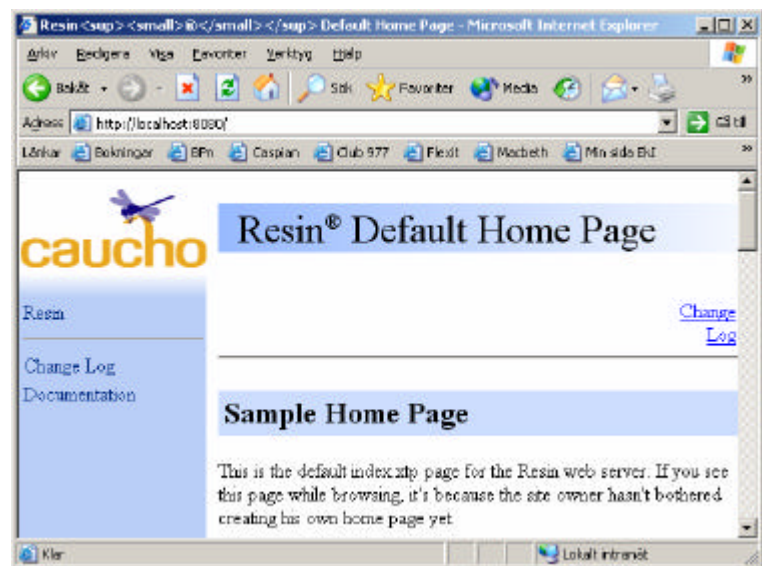 Resin<sup><small>®</small></sup> Default Home Page - Microsoft Internet Explorer
Arkiv Redigera Visa Favoriter Verktyg Hjälp
Bakåt Sök Favoriter Media »
Adress http://localhost:8080/ Gå till
Länkar Bokningar BPn Caspian Club 977 Flexit Macbeth Min sida EkI »
caucho
Resin® Default Home Page
Resin
Change
Log
Change Log
Documentation
Sample Home Page
This is the default index.xtp page for the Resin web server. If you see
this page while browsing, it's because the site owner hasn't bothered
creating his own home page yet
Klar Lokalt intranät